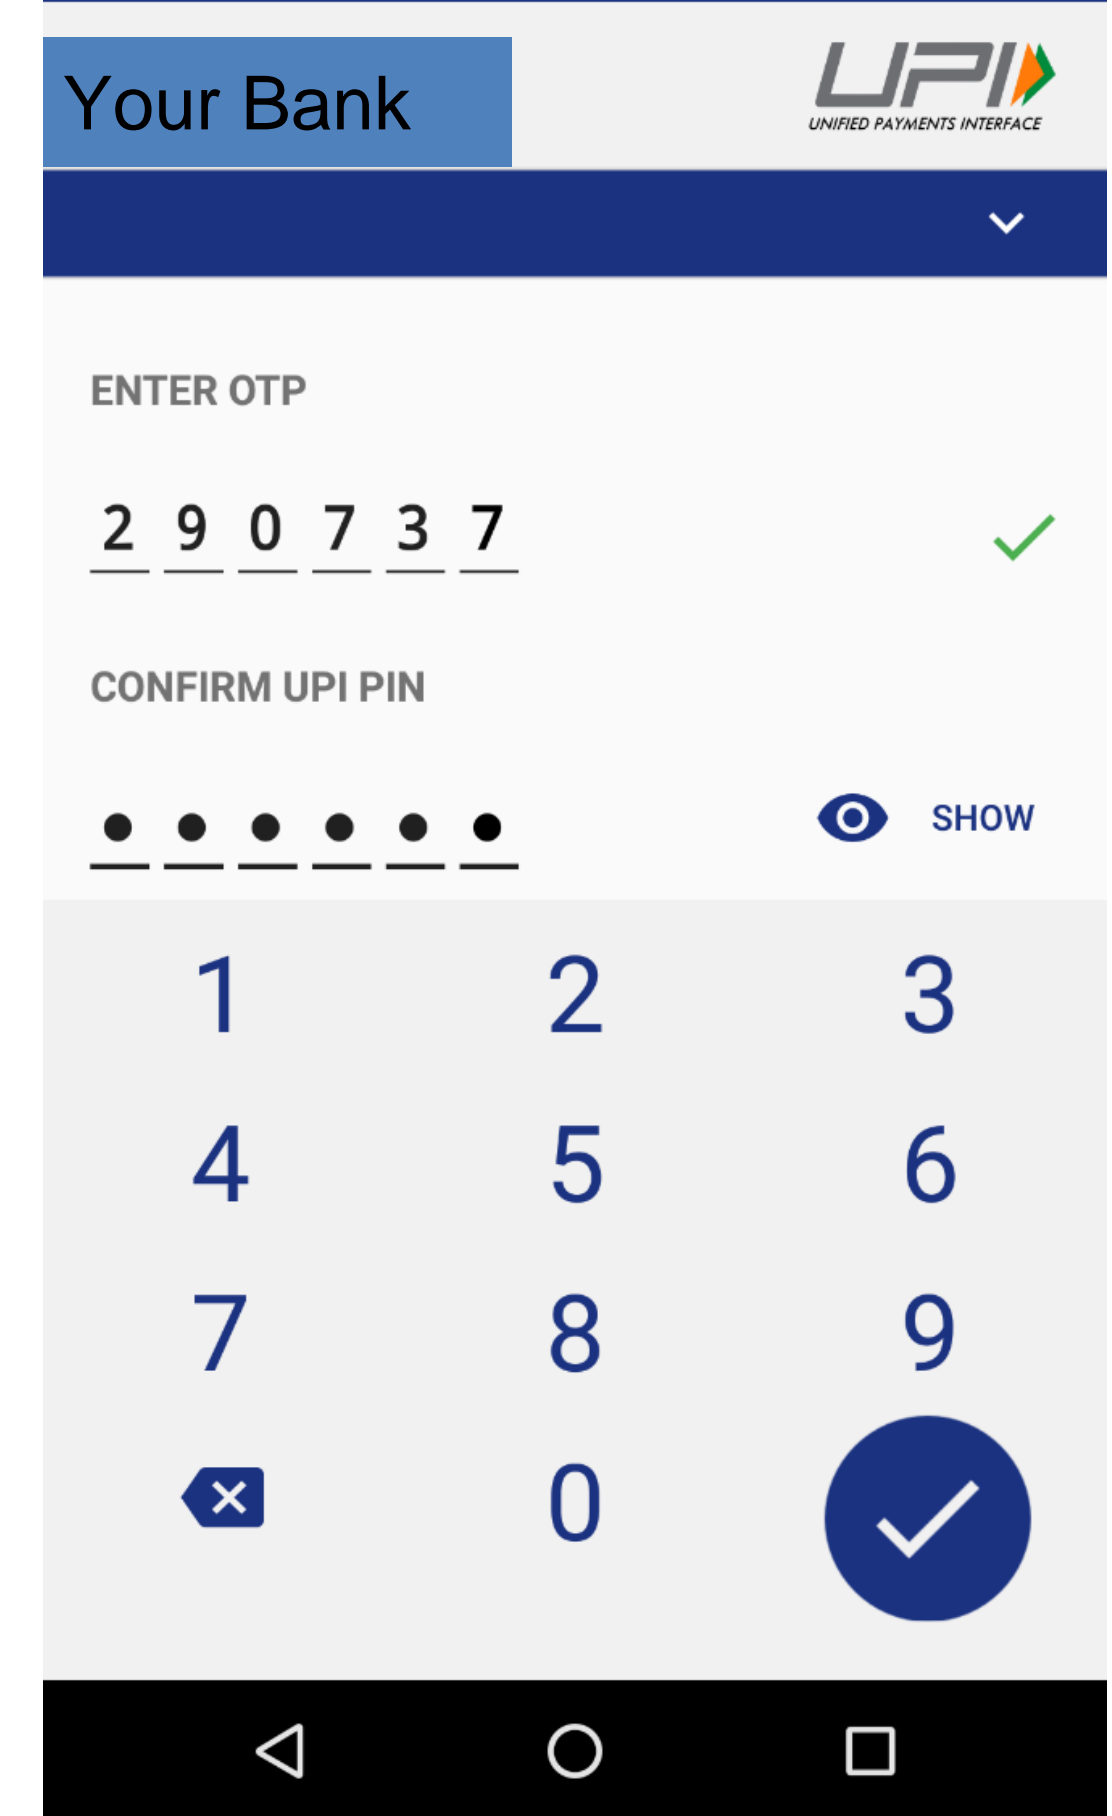 Your Bank
UPI
UNIFIED PAYMENTS INTERFACE
ENTER OTP
2 9 0 7 3 7
CONFIRM UPI PIN
SHOW
1 2 3
4 5 6
7 8 9
0